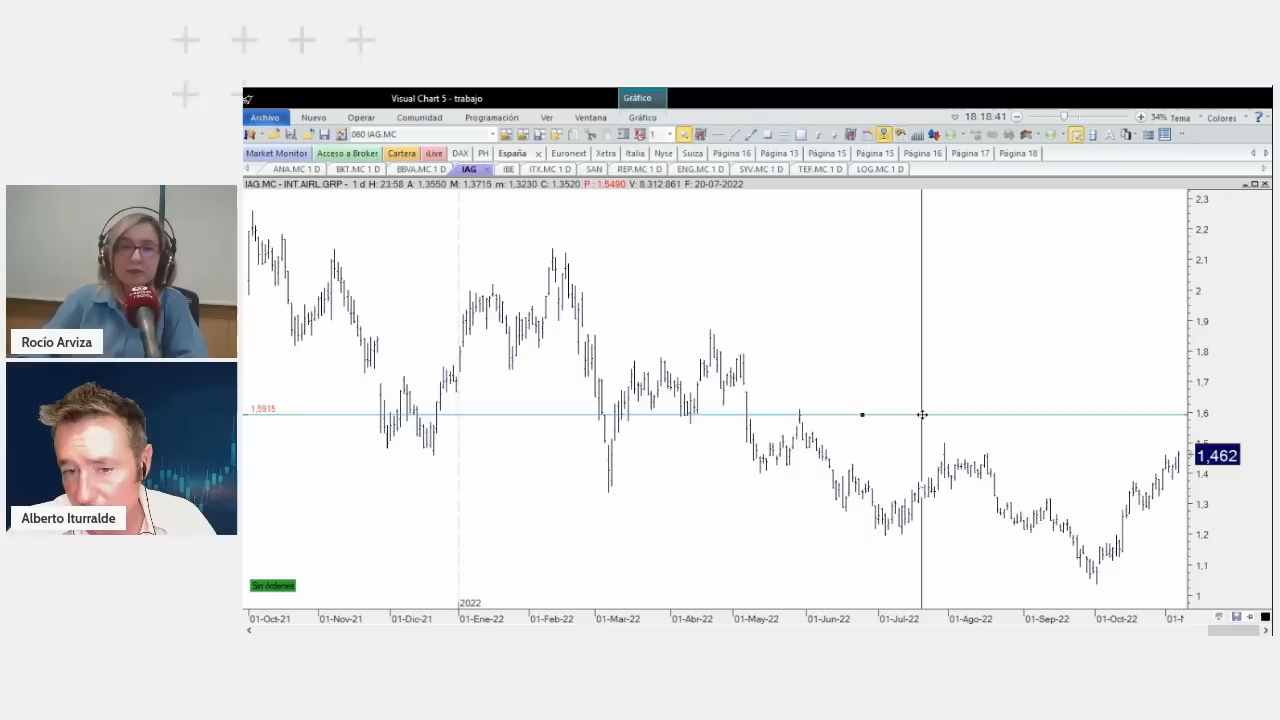 Visual Chart 5 - trabajo
Gráfico
Archivo Nuevo Operar Comunidad Programación Ver Ventana Gráfico 18:18:41 34% Tema Colores ?
060 IAG.MC 1
Market Monitor Acceso a Broker Cartera iLive DAX PH España x Euronext Xetra Italia Nyse Suiza Página 16 Página 13 Página 15 Página 15 Página 16 Página 17 Página 18
ANA.MC 1 D BKT.MC 1 D BBVA.MC 1 D IAG IBE ITX.MC 1 D SAN REP.MC 1 D ENG.MC 1 D SYV.MC 1 D TEF.MC 1 D LOG.MC 1 D
IAG.MC - INT.AIRL.GRP - 1 d H: 23:58 A: 1.3550 M: 1.3715 m: 1.3230 C: 1.3520 P : 1.5490 V: 8.312.861 F: 20-07-2022
2,3
2,2
2,1
2
1,9
1,8
1,7
1,6
1,5915
1,462
1,4
1,3
1,2
1,1
1
Sin órdenes
2022
01-Oct-21 01-Nov-21 01-Dic-21 01-Ene-22 01-Feb-22 01-Mar-22 01-Abr-22 01-May-22 01-Jun-22 01-Jul-22 01-Ago-22 01-Sep-22 01-Oct-22
Rocío Arviza
Alberto Iturralde